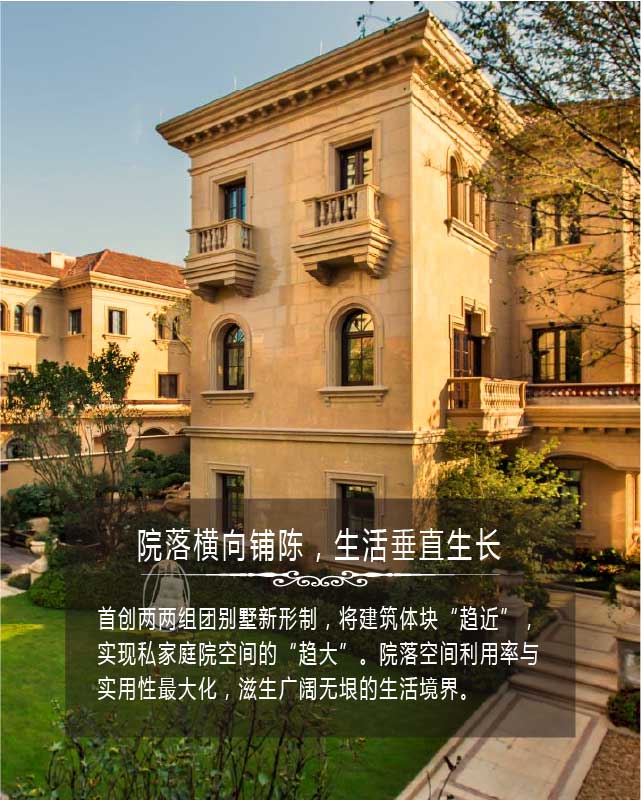 院落横向铺陈，生活垂直生长
首创两两组团别墅新形制，将建筑体块“趋近”，
实现私家庭院空间的“趋大”。院落空间利用率与
实用性最大化，滋生广阔无垠的生活境界。